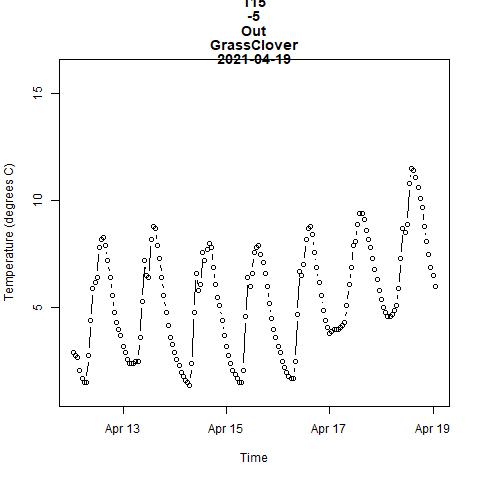 T15
-5
Out
GrassClover
2021-04-19
15
10
5
Temperature (degrees C)
Apr 13
Apr 15
Apr 17
Apr 19
Time